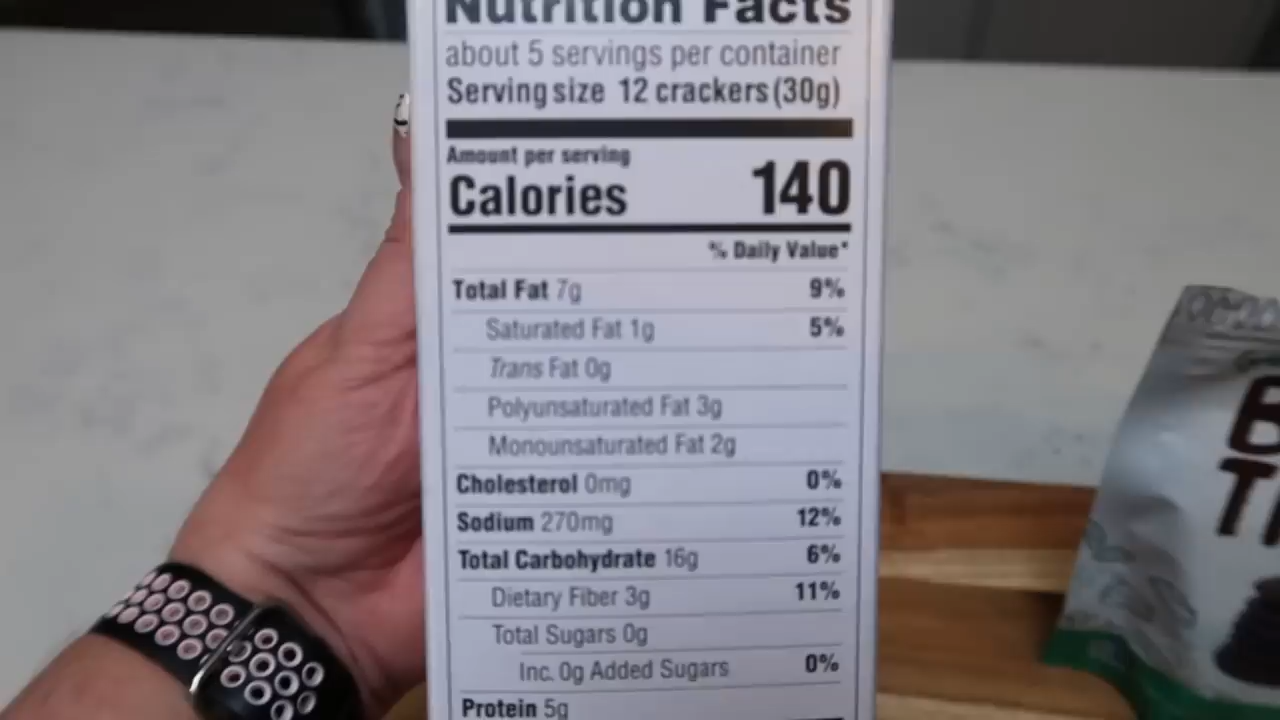 Nutrition Facts
about 5 servings per container
Serving size 12 crackers (30g)
Amount per serving
Calories 140
% Daily Value*
Total Fat 7g 9%
Saturated Fat 1g 5%
Trans Fat 0g
Polyunsaturated Fat 3g
Monounsaturated Fat 2g
Cholesterol 0mg 0%
Sodium 270mg 12%
Total Carbohydrate 16g 6%
Dietary Fiber 3g 11%
Total Sugars 0g
Inc. 0g Added Sugars 0%
Protein 5g